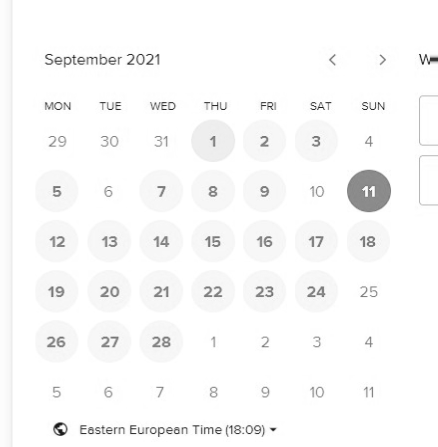 September 2021 < >
MON TUE WED THU FRI SAT SUN
29 30 31 1 2 3 4
5 6 7 8 9 10 11
12 13 14 15 16 17 18
19 20 21 22 23 24 25
26 27 28 1 2 3 4
5 6 7 8 9 10 11
Eastern European Time (18:09)